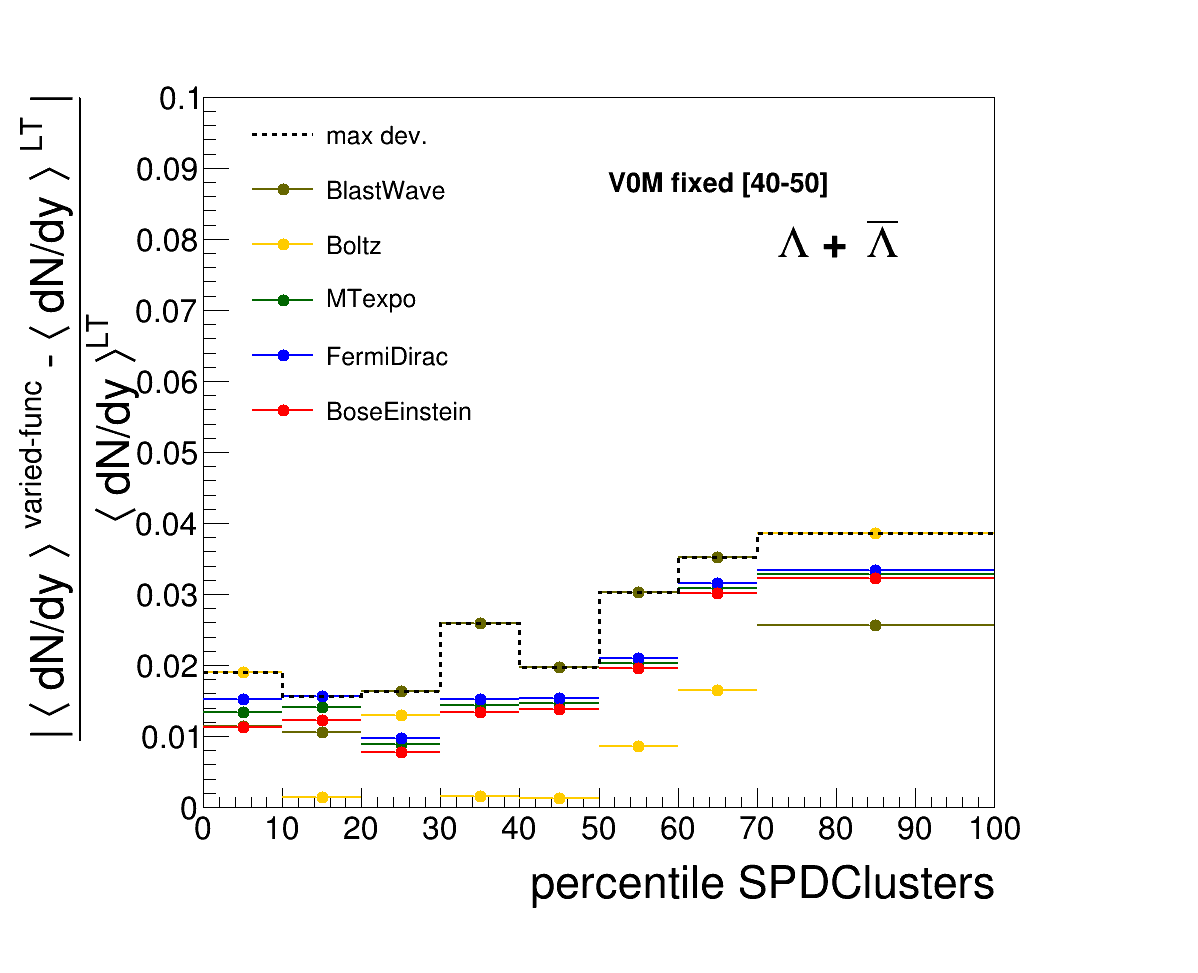 |⟨ dN/dy ⟩ varied-func - ⟨ dN/dy ⟩ LT |
⟨ dN/dy ⟩ LT
0.1
0.09
0.08
0.07
0.06
0.05
0.04
0.03
0.02
0.01
0
max dev.
BlastWave
Boltz
MTexpo
FermiDirac
BoseEinstein
V0M fixed [40-50]
Λ + Λ̅
0 10 20 30 40 50 60 70 80 90 100
percentile SPDClusters